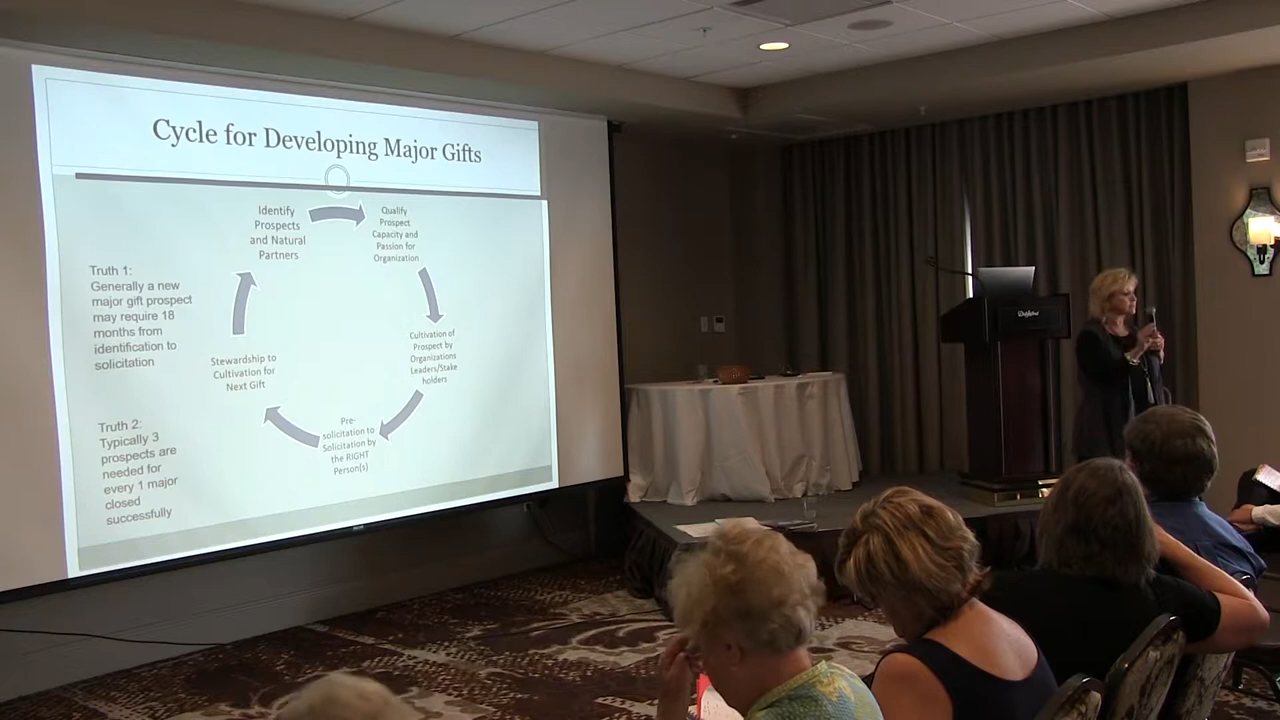 Cycle for Developing Major Gifts
Identify
Prospects
and Natural
Partners
Qualify
Prospect
Capacity and
Passion for
Organization
Cultivation of
Prospect by
Organizations
Leaders/Stake
holders
Pre-
solicitation to
Solicitation by
the RIGHT
Person(s)
Stewardship to
Cultivation for
Next Gift
Truth 1:
Generally a new
major gift prospect
may require 18
months from
identification to
solicitation
Truth 2:
Typically 3
prospects are
needed for
every 1 major
closed
successfully